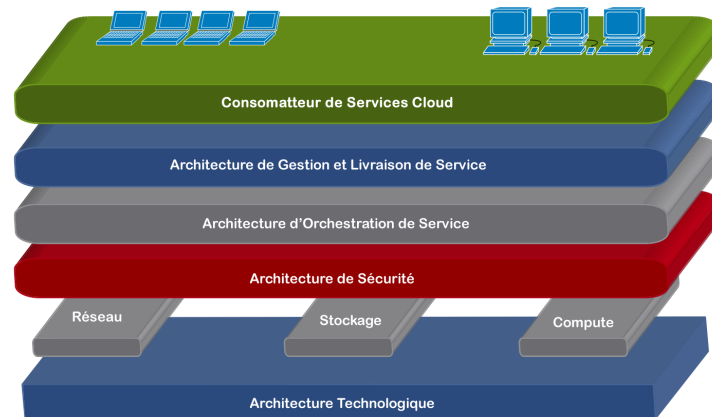 Consomatteur de Services Cloud
Architecture de Gestion et Livraison de Service
Architecture d'Orchestration de Service
Architecture de Sécurité
Réseau
Stockage
Compute
Architecture Technologique